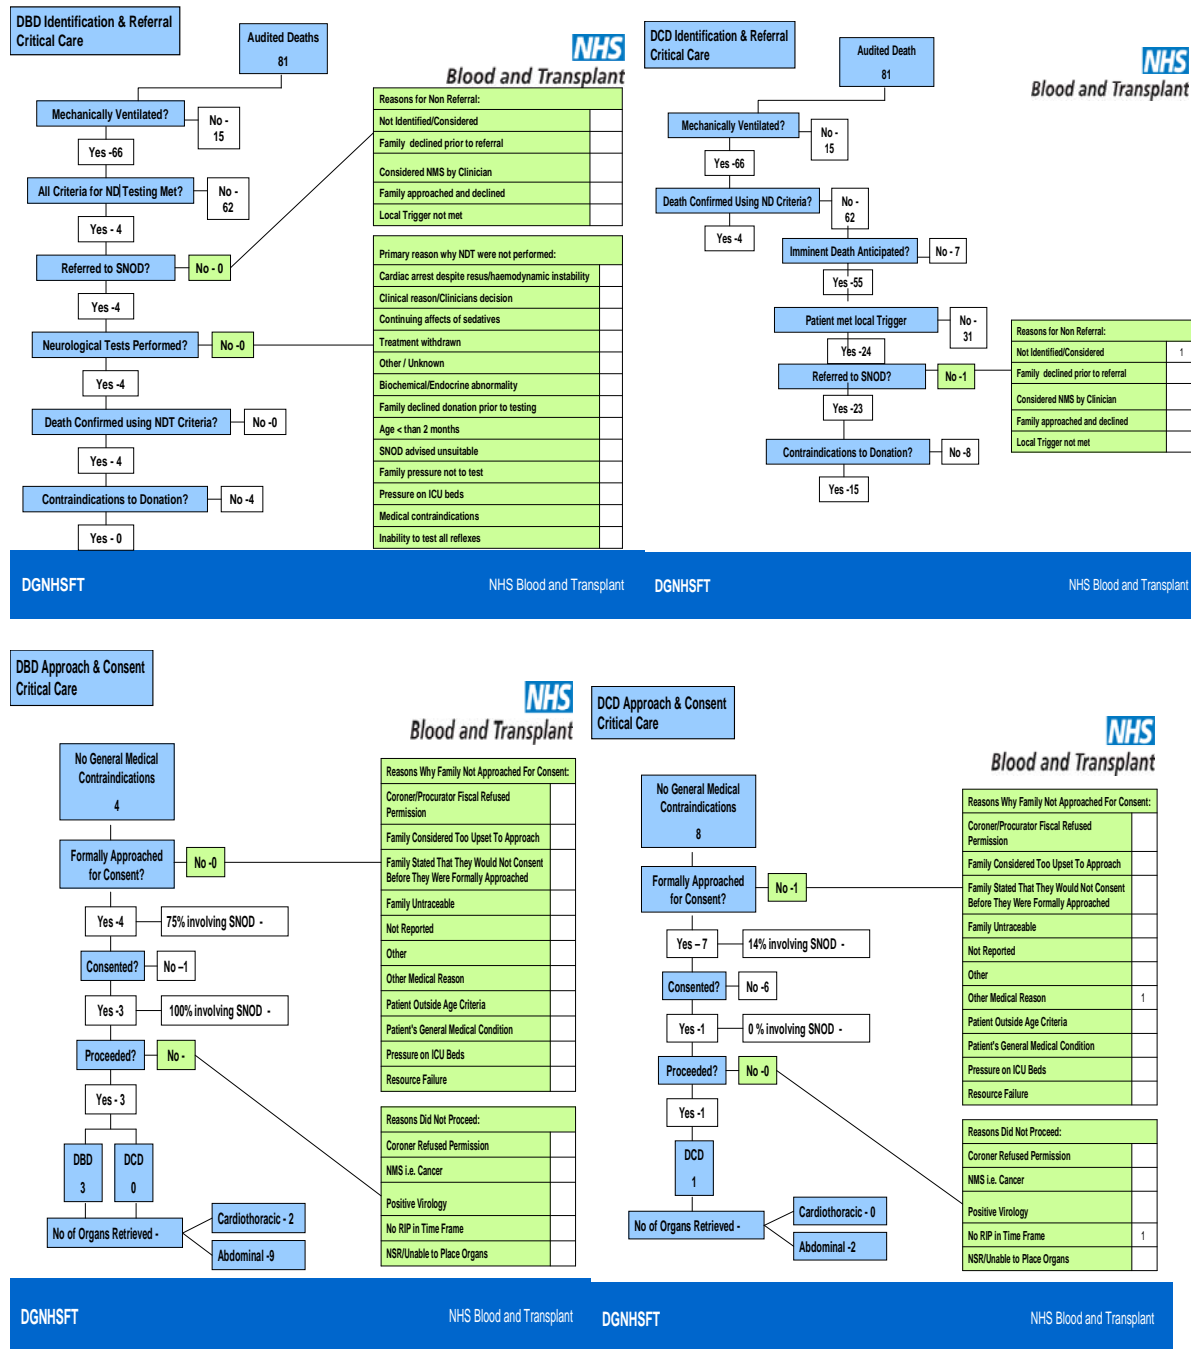 DBD Identification & Referral
Critical Care
Audited Deaths
81
NHS
Blood and Transplant
Mechanically Ventilated?
No -
15
Yes -66
All Criteria for ND Testing Met?
No -
62
Yes - 4
Referred to SNOD?
No - 0
Yes -4
Neurological Tests Performed?
No -0
Yes -4
Death Confirmed using NDT Criteria?
No -0
Yes - 4
Contraindications to Donation?
No -4
Yes - 0
Reasons for Non Referral:
Not Identified/Considered
Family declined prior to referral
Considered NMS by Clinician
Family approached and declined
Local Trigger not met
Primary reason why NDT were not performed:
Cardiac arrest despite resus/haemodynamic instability
Clinical reason/Clinicians decision
Continuing affects of sedatives
Treatment withdrawn
Other / Unknown
Biochemical/Endocrine abnormality
Family declined donation prior to testing
Age < than 2 months
SNOD advised unsuitable
Family pressure not to test
Pressure on ICU beds
Medical contraindications
Inability to test all reflexes
DGNHSFT
NHS Blood and Transplant
DCD Identification & Referral
Critical Care
Audited Death
81
NHS
Blood and Transplant
Mechanically Ventilated?
No -
15
Yes -66
Death Confirmed Using ND Criteria?
No -
62
Yes -4
Imminent Death Anticipated?
No - 7
Yes -55
Patient met local Trigger
No -
31
Yes -24
Referred to SNOD?
No -1
Yes -23
Contraindications to Donation?
No -8
Yes -15
Reasons for Non Referral:
Not Identified/Considered 1
Family declined prior to referral
Considered NMS by Clinician
Family approached and declined
Local Trigger not met
DGNHSFT
NHS Blood and Transplant
DBD Approach & Consent
Critical Care
NHS
Blood and Transplant
No General Medical
Contraindications
4
Formally Approached
for Consent?
No -0
Yes -4
75% involving SNOD -
Consented?
No –1
Yes -3
100% involving SNOD -
Proceeded?
No -
Yes - 3
DBD
3
DCD
0
No of Organs Retrieved -
Cardiothoracic - 2
Abdominal -9
Reasons Why Family Not Approached For Consent:
Coroner/Procurator Fiscal Refused
Permission
Family Considered Too Upset To Approach
Family Stated That They Would Not Consent
Before They Were Formally Approached
Family Untraceable
Not Reported
Other
Other Medical Reason
Patient Outside Age Criteria
Patient's General Medical Condition
Pressure on ICU Beds
Resource Failure
Reasons Did Not Proceed:
Coroner Refused Permission
NMS i.e. Cancer
Positive Virology
No RIP in Time Frame
NSR/Unable to Place Organs
DGNHSFT
NHS Blood and Transplant
DCD Approach & Consent
Critical Care
NHS
Blood and Transplant
No General Medical
Contraindications
8
Formally Approached
for Consent?
No -1
Yes – 7
14% involving SNOD -
Consented?
No -6
Yes -1
0 % involving SNOD -
Proceeded?
No -0
Yes -1
DCD
1
No of Organs Retrieved -
Cardiothoracic - 0
Abdominal -2
Reasons Why Family Not Approached For Consent:
Coroner/Procurator Fiscal Refused
Permission
Family Considered Too Upset To Approach
Family Stated That They Would Not Consent
Before They Were Formally Approached
Family Untraceable
Not Reported
Other
Other Medical Reason 1
Patient Outside Age Criteria
Patient's General Medical Condition
Pressure on ICU Beds
Resource Failure
Reasons Did Not Proceed:
Coroner Refused Permission
NMS i.e. Cancer
Positive Virology
No RIP in Time Frame 1
NSR/Unable to Place Organs
DGNHSFT
NHS Blood and Transplant